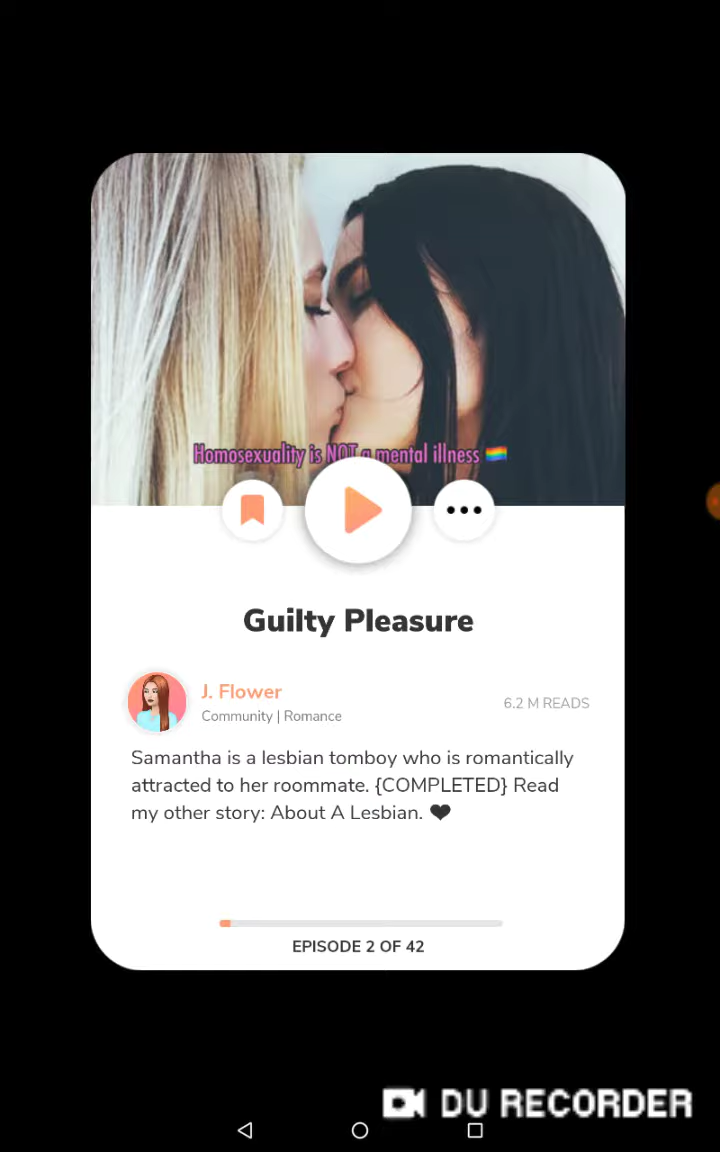 Homosexuality is NOT a mental illness 🏳️‍🌈
Guilty Pleasure
J. Flower
Community | Romance
6.2 M READS
Samantha is a lesbian tomboy who is romantically
attracted to her roommate. {COMPLETED} Read
my other story: About A Lesbian. ❤
EPISODE 2 OF 42
DU RECORDER